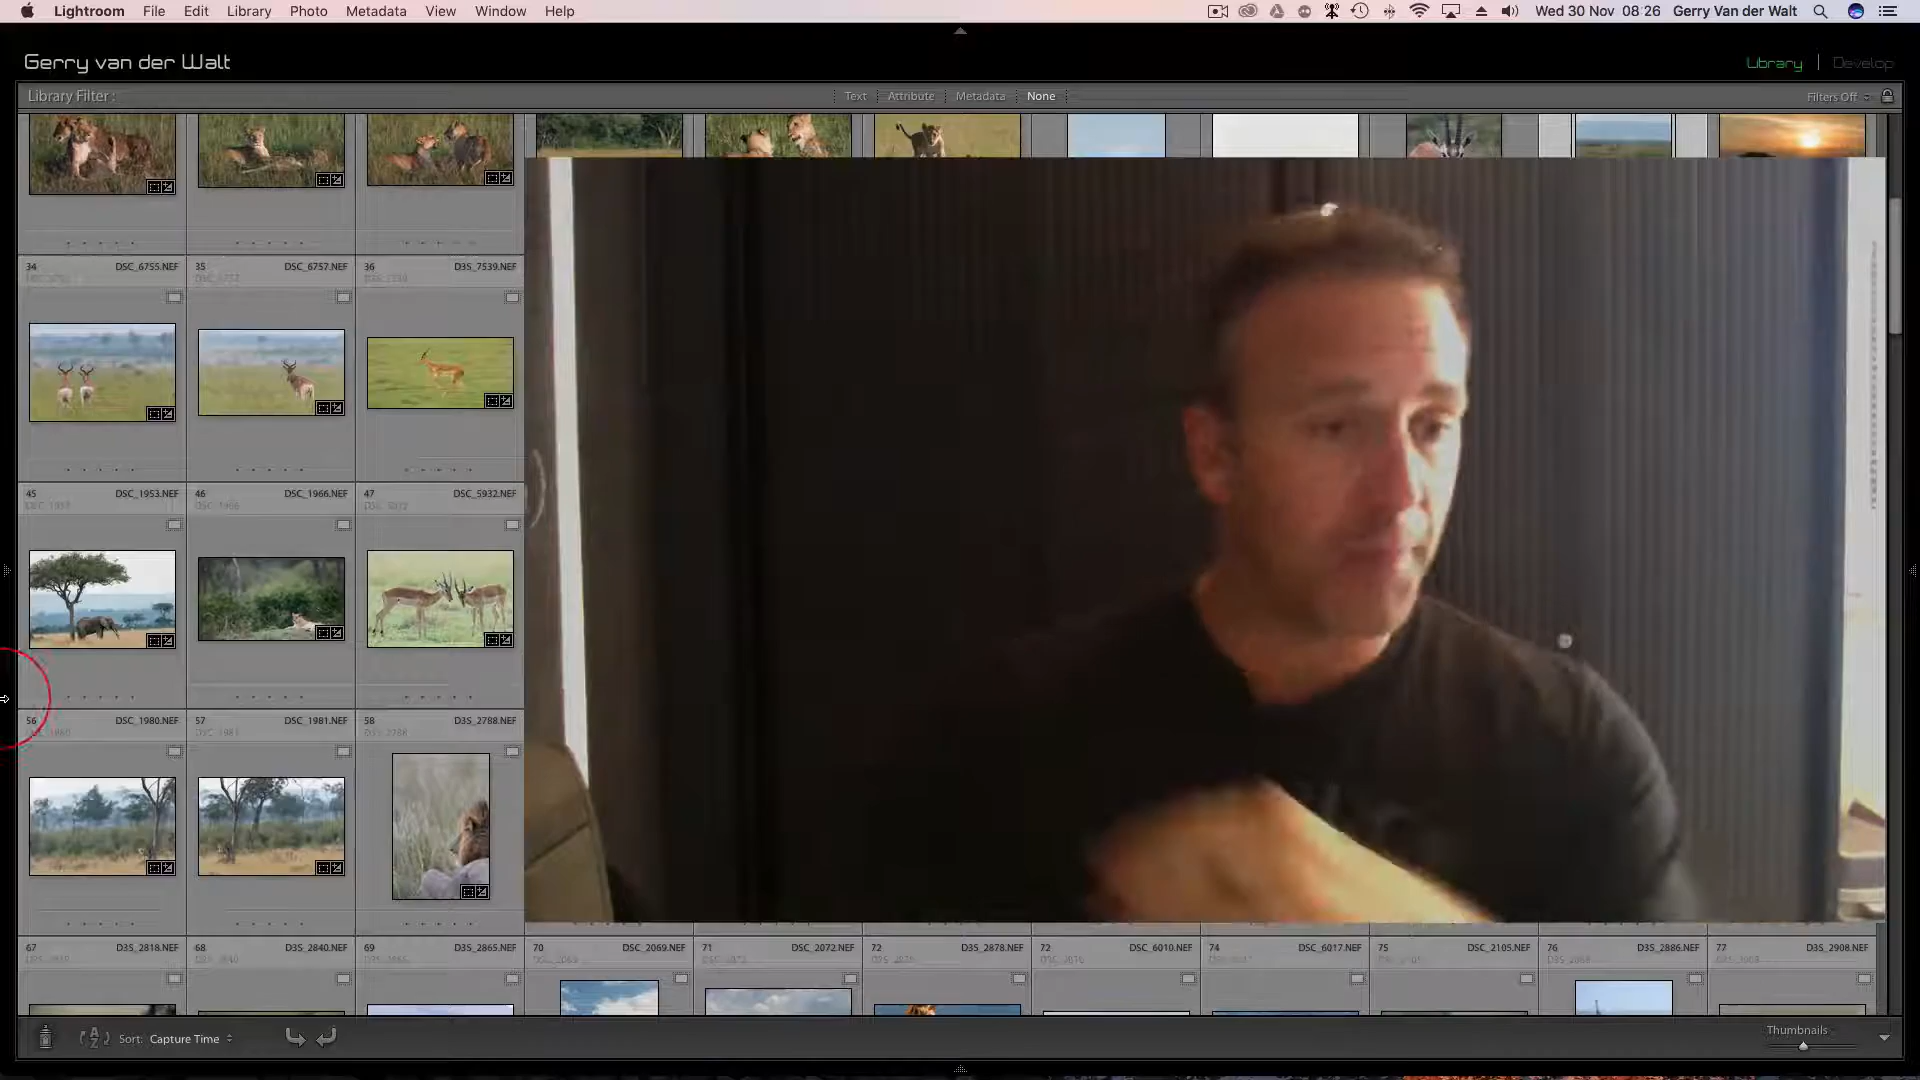 Lightroom File Edit Library Photo Metadata View Window Help Wed 30 Nov 08:26 Gerry Van der Walt
Gerry van der Walt Library | Develop
Library Filter : Text Attribute Metadata None Filters Off
34 DSC_6755.NEF 35 DSC_6757.NEF 36 D3S_7539.NEF
45 DSC_1953.NEF 46 DSC_1966.NEF 47 DSC_5932.NEF
56 DSC_1980.NEF 57 DSC_1981.NEF 58 D3S_2788.NEF
67 D3S_2818.NEF 68 D3S_2840.NEF 69 D3S_2865.NEF 70 DSC_2069.NEF 71 DSC_2072.NEF 72 D3S_2878.NEF 72 DSC_6010.NEF 74 DSC_6017.NEF 75 DSC_2105.NEF 76 D3S_2886.NEF 77 D3S_2908.NEF
Sort: Capture Time Thumbnails